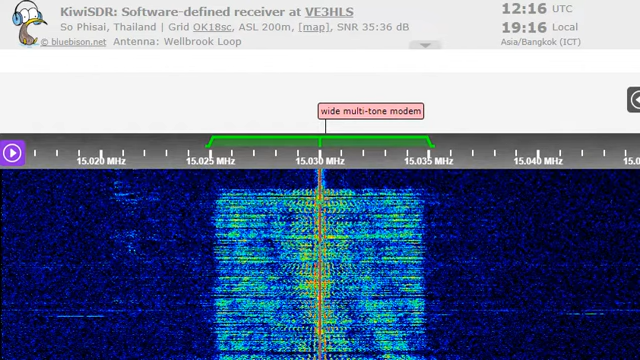 KiwiSDR: Software-defined receiver at VE3HLS
12:16 UTC
So Phisai, Thailand | Grid OK18sc, ASL 200m, [map], SNR 35:36 dB
19:16 Local
© bluebison.net Antenna: Wellbrook Loop
Asia/Bangkok (ICT)
wide multi-tone modem
15.020 MHz 15.025 MHz 15.030 MHz 15.035 MHz 15.040 MHz 15.0